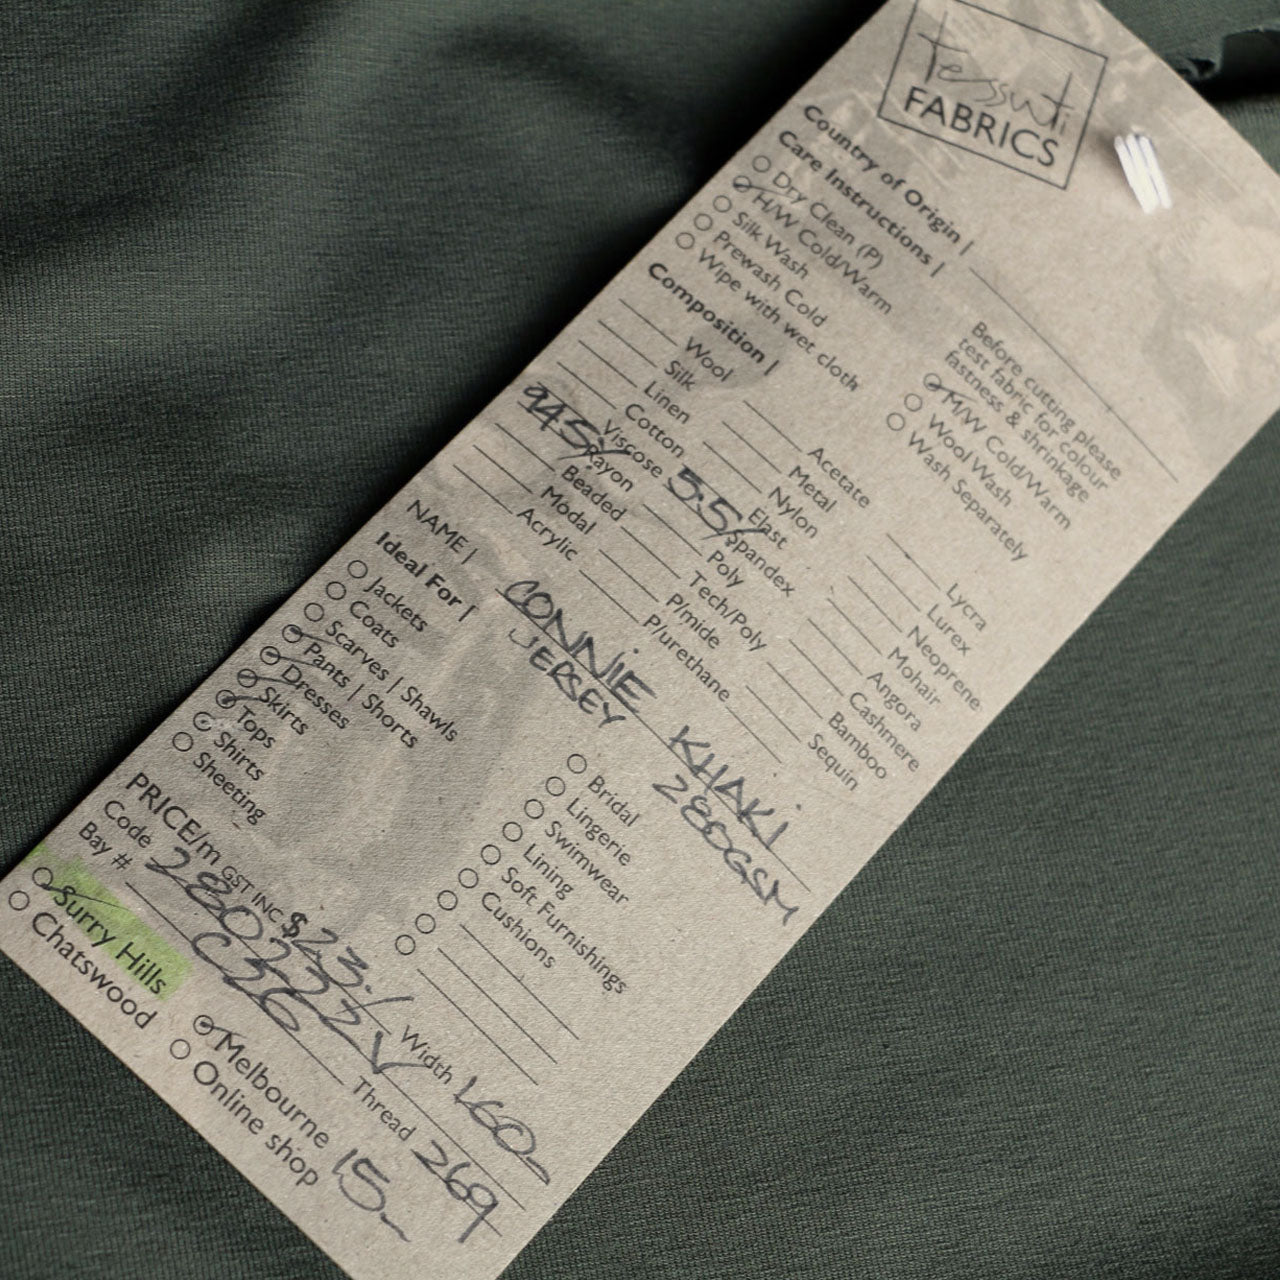 tessuti
FABRICS
Country of Origin |
Care Instructions |
Dry Clean (P)
H/W Cold/Warm
Silk Wash
Prewash Cold
Wipe with wet cloth
Before cutting please
test fabric for colour
fastness & shrinkage
M/W Cold/Warm
Wool Wash
Wash Separately
Composition |
Wool
Silk
Linen
Cotton
Viscose
94.5% Rayon
Beaded
Modal
Acrylic
Acetate
Metal
Nylon
Elast
5.5% Spandex
Poly
Tech/Poly
P/mide
P/urethane
Lycra
Lurex
Neoprene
Mohair
Angora
Cashmere
Bamboo
Sequin
NAME | CONNIE KHAKI
JERSEY 280GSM
Ideal For |
Jackets
Coats
Scarves | Shawls
Pants | Shorts
Dresses
Skirts
Tops
Shirts
Sheeting
Bridal
Lingerie
Swimwear
Lining
Soft Furnishings
Cushions
PRICE/m GST INC $23./ Width 1.60
Code Thread 269
Bay # C326
Surry Hills
Chatswood
Melbourne 15
Online shop